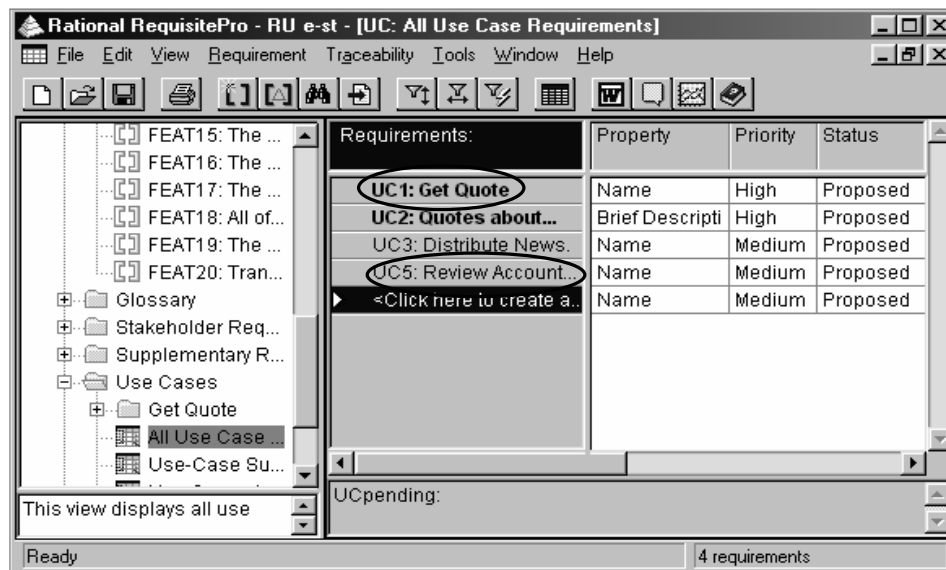 Rational RequisitePro - RU e-st - [UC: All Use Case Requirements]
File Edit View Requirement Traceability Tools Window Help
FEAT15: The ...
FEAT16: The ...
FEAT17: The ...
FEAT18: All of...
FEAT19: The ...
FEAT20: Tran...
Glossary
Stakeholder Req...
Supplementary R...
Use Cases
Get Quote
All Use Case ...
Use-Case Su...
This view displays all use
Requirements: Property Priority Status
UC1: Get Quote Name High Proposed
UC2: Quotes about... Brief Descripti High Proposed
UC3: Distribute News. Name Medium Proposed
UC5: Review Account... Name Medium Proposed
<Click here to create a.. Name Medium Proposed
UCpending:
Ready 4 requirements